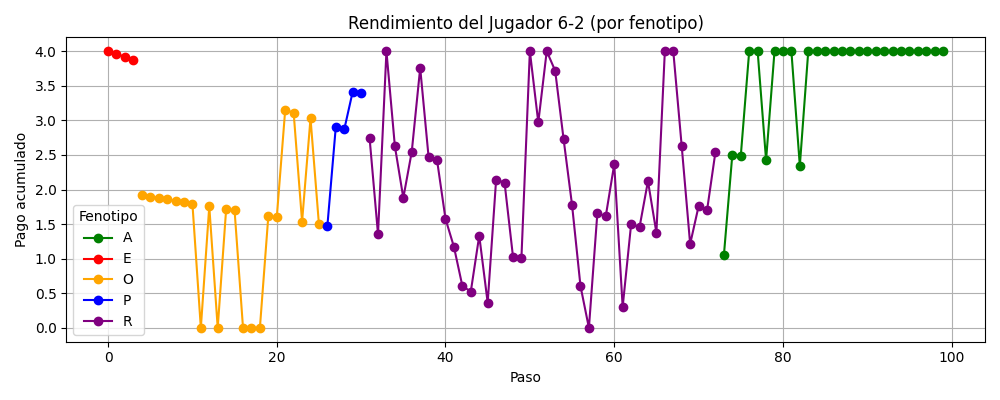 Rendimiento del Jugador 6-2 (por fenotipo)
Pago acumulado
4.0
3.5
3.0
2.5
2.0
1.5
1.0
0.5
0.0
Fenotipo
A
E
O
P
R
0 20 40 60 80 100
Paso